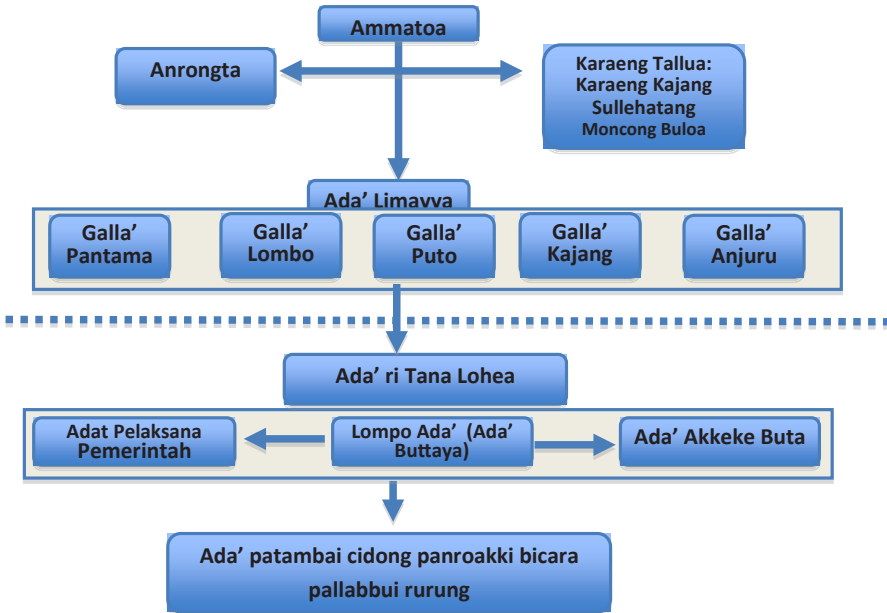 Ammatoa
Anrongta
Karaeng Tallua:
Karaeng Kajang
Sullehatang
Moncong Buloa
Ada’ Limayya
Galla’
Pantama
Galla’
Lombo
Galla’
Puto
Galla’
Kajang
Galla’
Anjuru
Ada’ ri Tana Lohea
Adat Pelaksana
Pemerintah
Lompo Ada’ (Ada’
Buttaya)
Ada’ Akkeke Buta
Ada’ patambai cidong panroakki bicara
pallabbui rurung